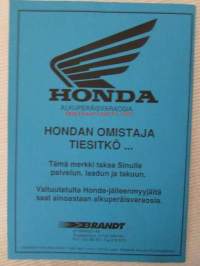 HONDA
ALKUPERÄISVARAOSIA
HONDAN OMISTAJA
TIESITKÖ ...
Tämä merkki takaa Sinulle
palvelun, laadun ja takuun.
Valtuutetulta Honda-jälleenmyyjältä
saat ainoastaan alkuperäisvaraosia.
BRANDT